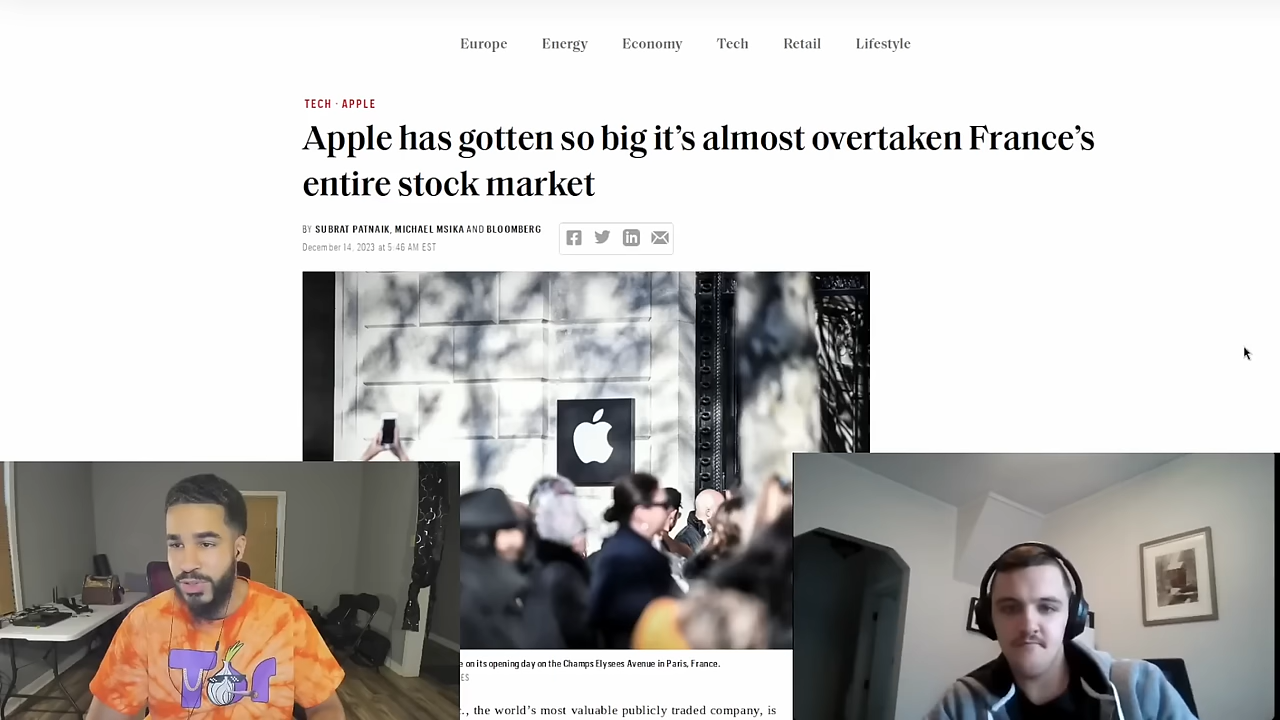 Europe Energy Economy Tech Retail Lifestyle
TECH · APPLE
Apple has gotten so big it’s almost overtaken France’s
entire stock market
BY SUBRAT PATNAIK, MICHAEL MSIKA AND BLOOMBERG
December 14, 2023 at 5:46 AM EST
on its opening day on the Champs Elysees Avenue in Paris, France.
ES
., the world’s most valuable publicly traded company, is
Tor